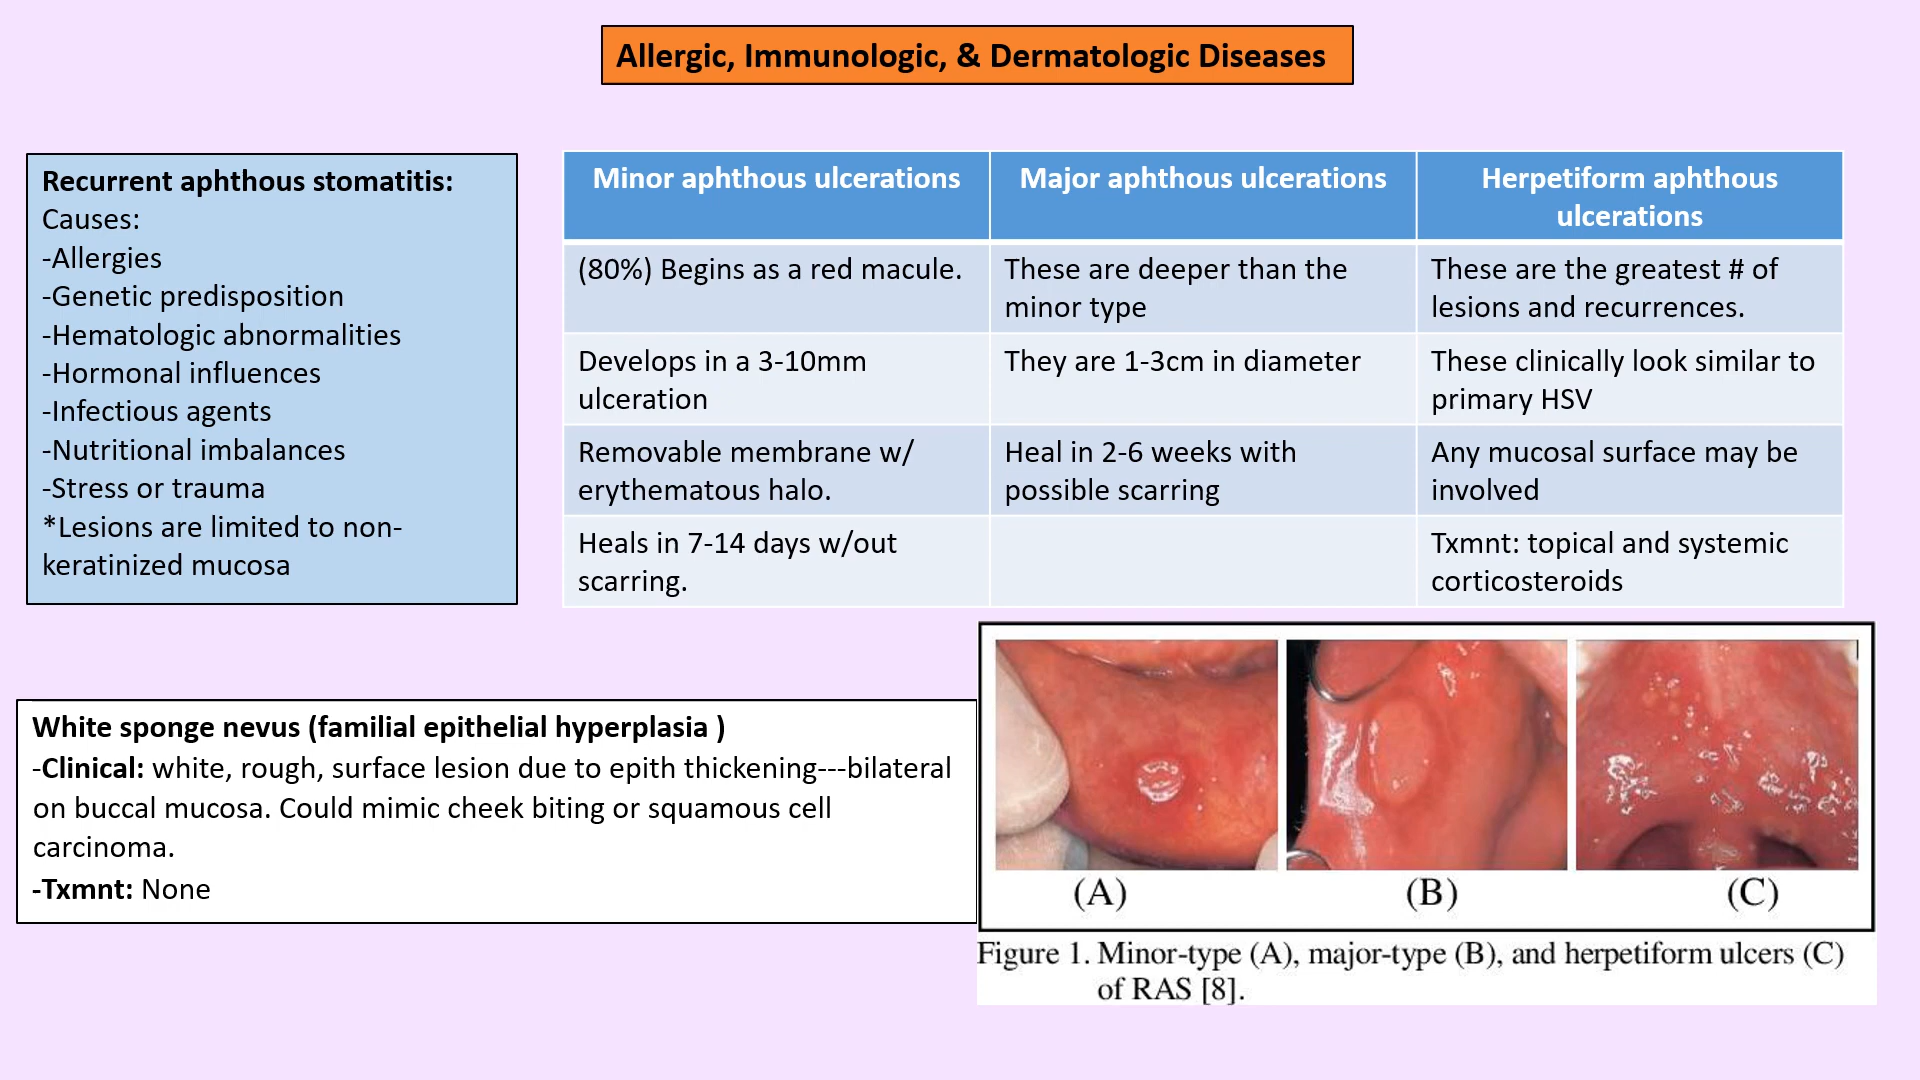 Allergic, Immunologic, & Dermatologic Diseases
Recurrent aphthous stomatitis:
Causes:
-Allergies
-Genetic predisposition
-Hematologic abnormalities
-Hormonal influences
-Infectious agents
-Nutritional imbalances
-Stress or trauma
*Lesions are limited to non-
keratinized mucosa
Minor aphthous ulcerations
Major aphthous ulcerations
Herpetiform aphthous
ulcerations
(80%) Begins as a red macule.
These are deeper than the
minor type
These are the greatest # of
lesions and recurrences.
Develops in a 3-10mm
ulceration
They are 1-3cm in diameter
These clinically look similar to
primary HSV
Removable membrane w/
erythematous halo.
Heal in 2-6 weeks with
possible scarring
Any mucosal surface may be
involved
Heals in 7-14 days w/out
scarring.
Txmnt: topical and systemic
corticosteroids
White sponge nevus (familial epithelial hyperplasia )
-Clinical: white, rough, surface lesion due to epith thickening---bilateral
on buccal mucosa. Could mimic cheek biting or squamous cell
carcinoma.
-Txmnt: None
(A)
(B)
(C)
Figure 1. Minor-type (A), major-type (B), and herpetiform ulcers (C)
of RAS [8].